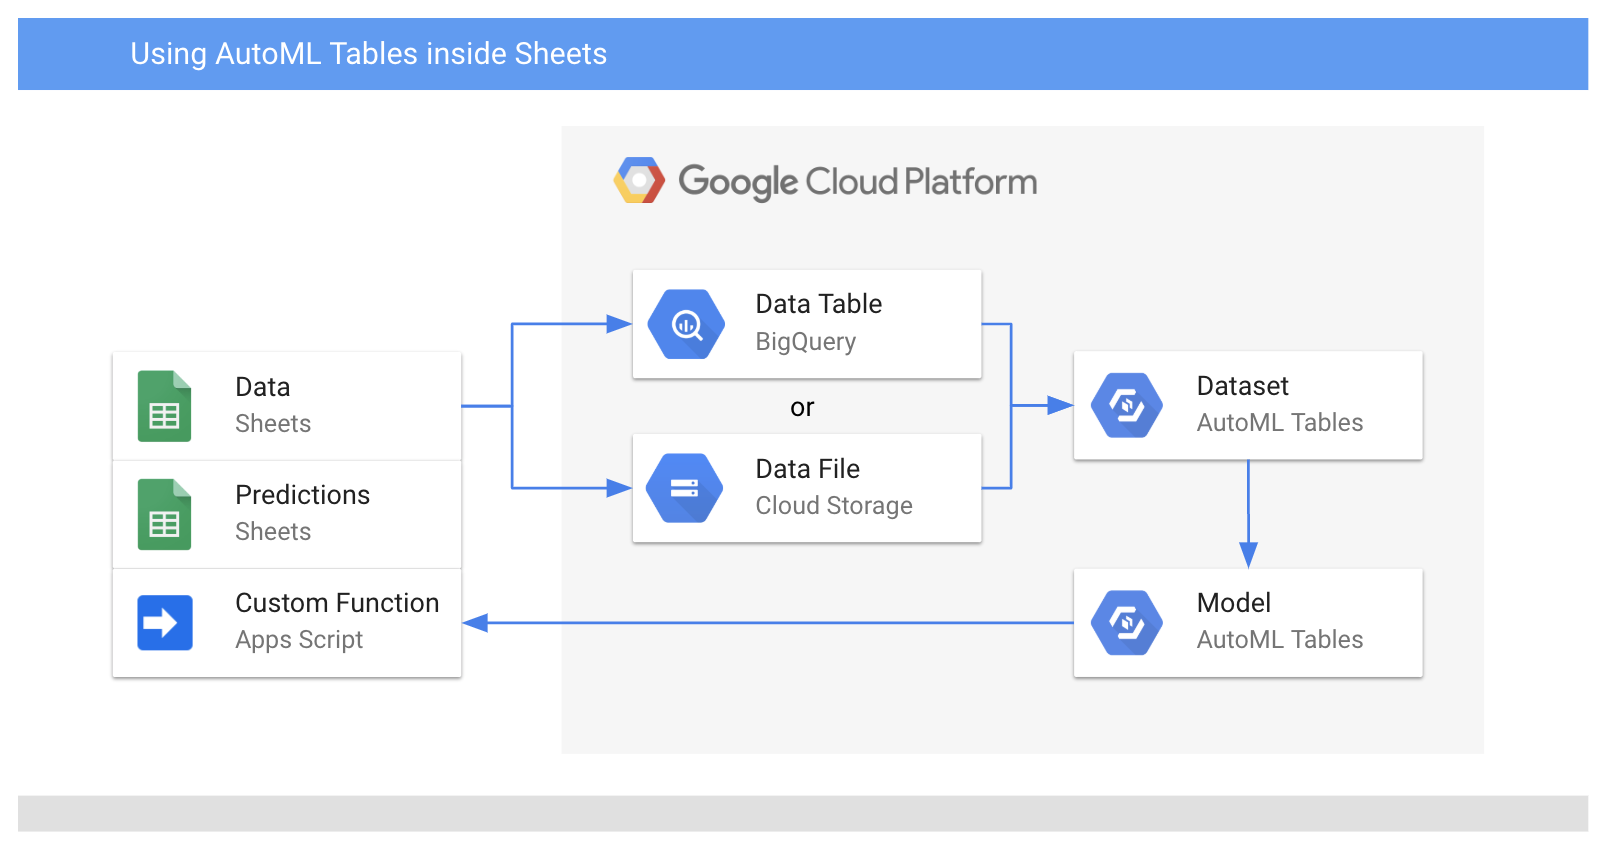 Using AutoML Tables inside Sheets
Google Cloud Platform
Data
Sheets
Predictions
Sheets
Custom Function
Apps Script
Data Table
BigQuery
or
Data File
Cloud Storage
Dataset
AutoML Tables
Model
AutoML Tables